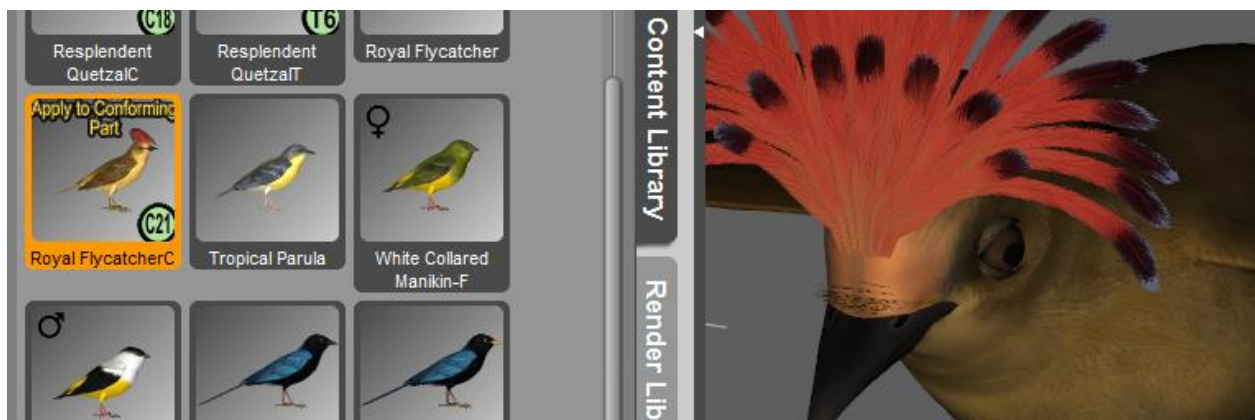 C18
T6
Resplendent
QuetzalC
Resplendent
QuetzalT
Royal Flycatcher
Apply to Conforming
Part
C21
Royal FlycatcherC
Tropical Parula
White Collared
Manikin-F
Content Library
Render Lib